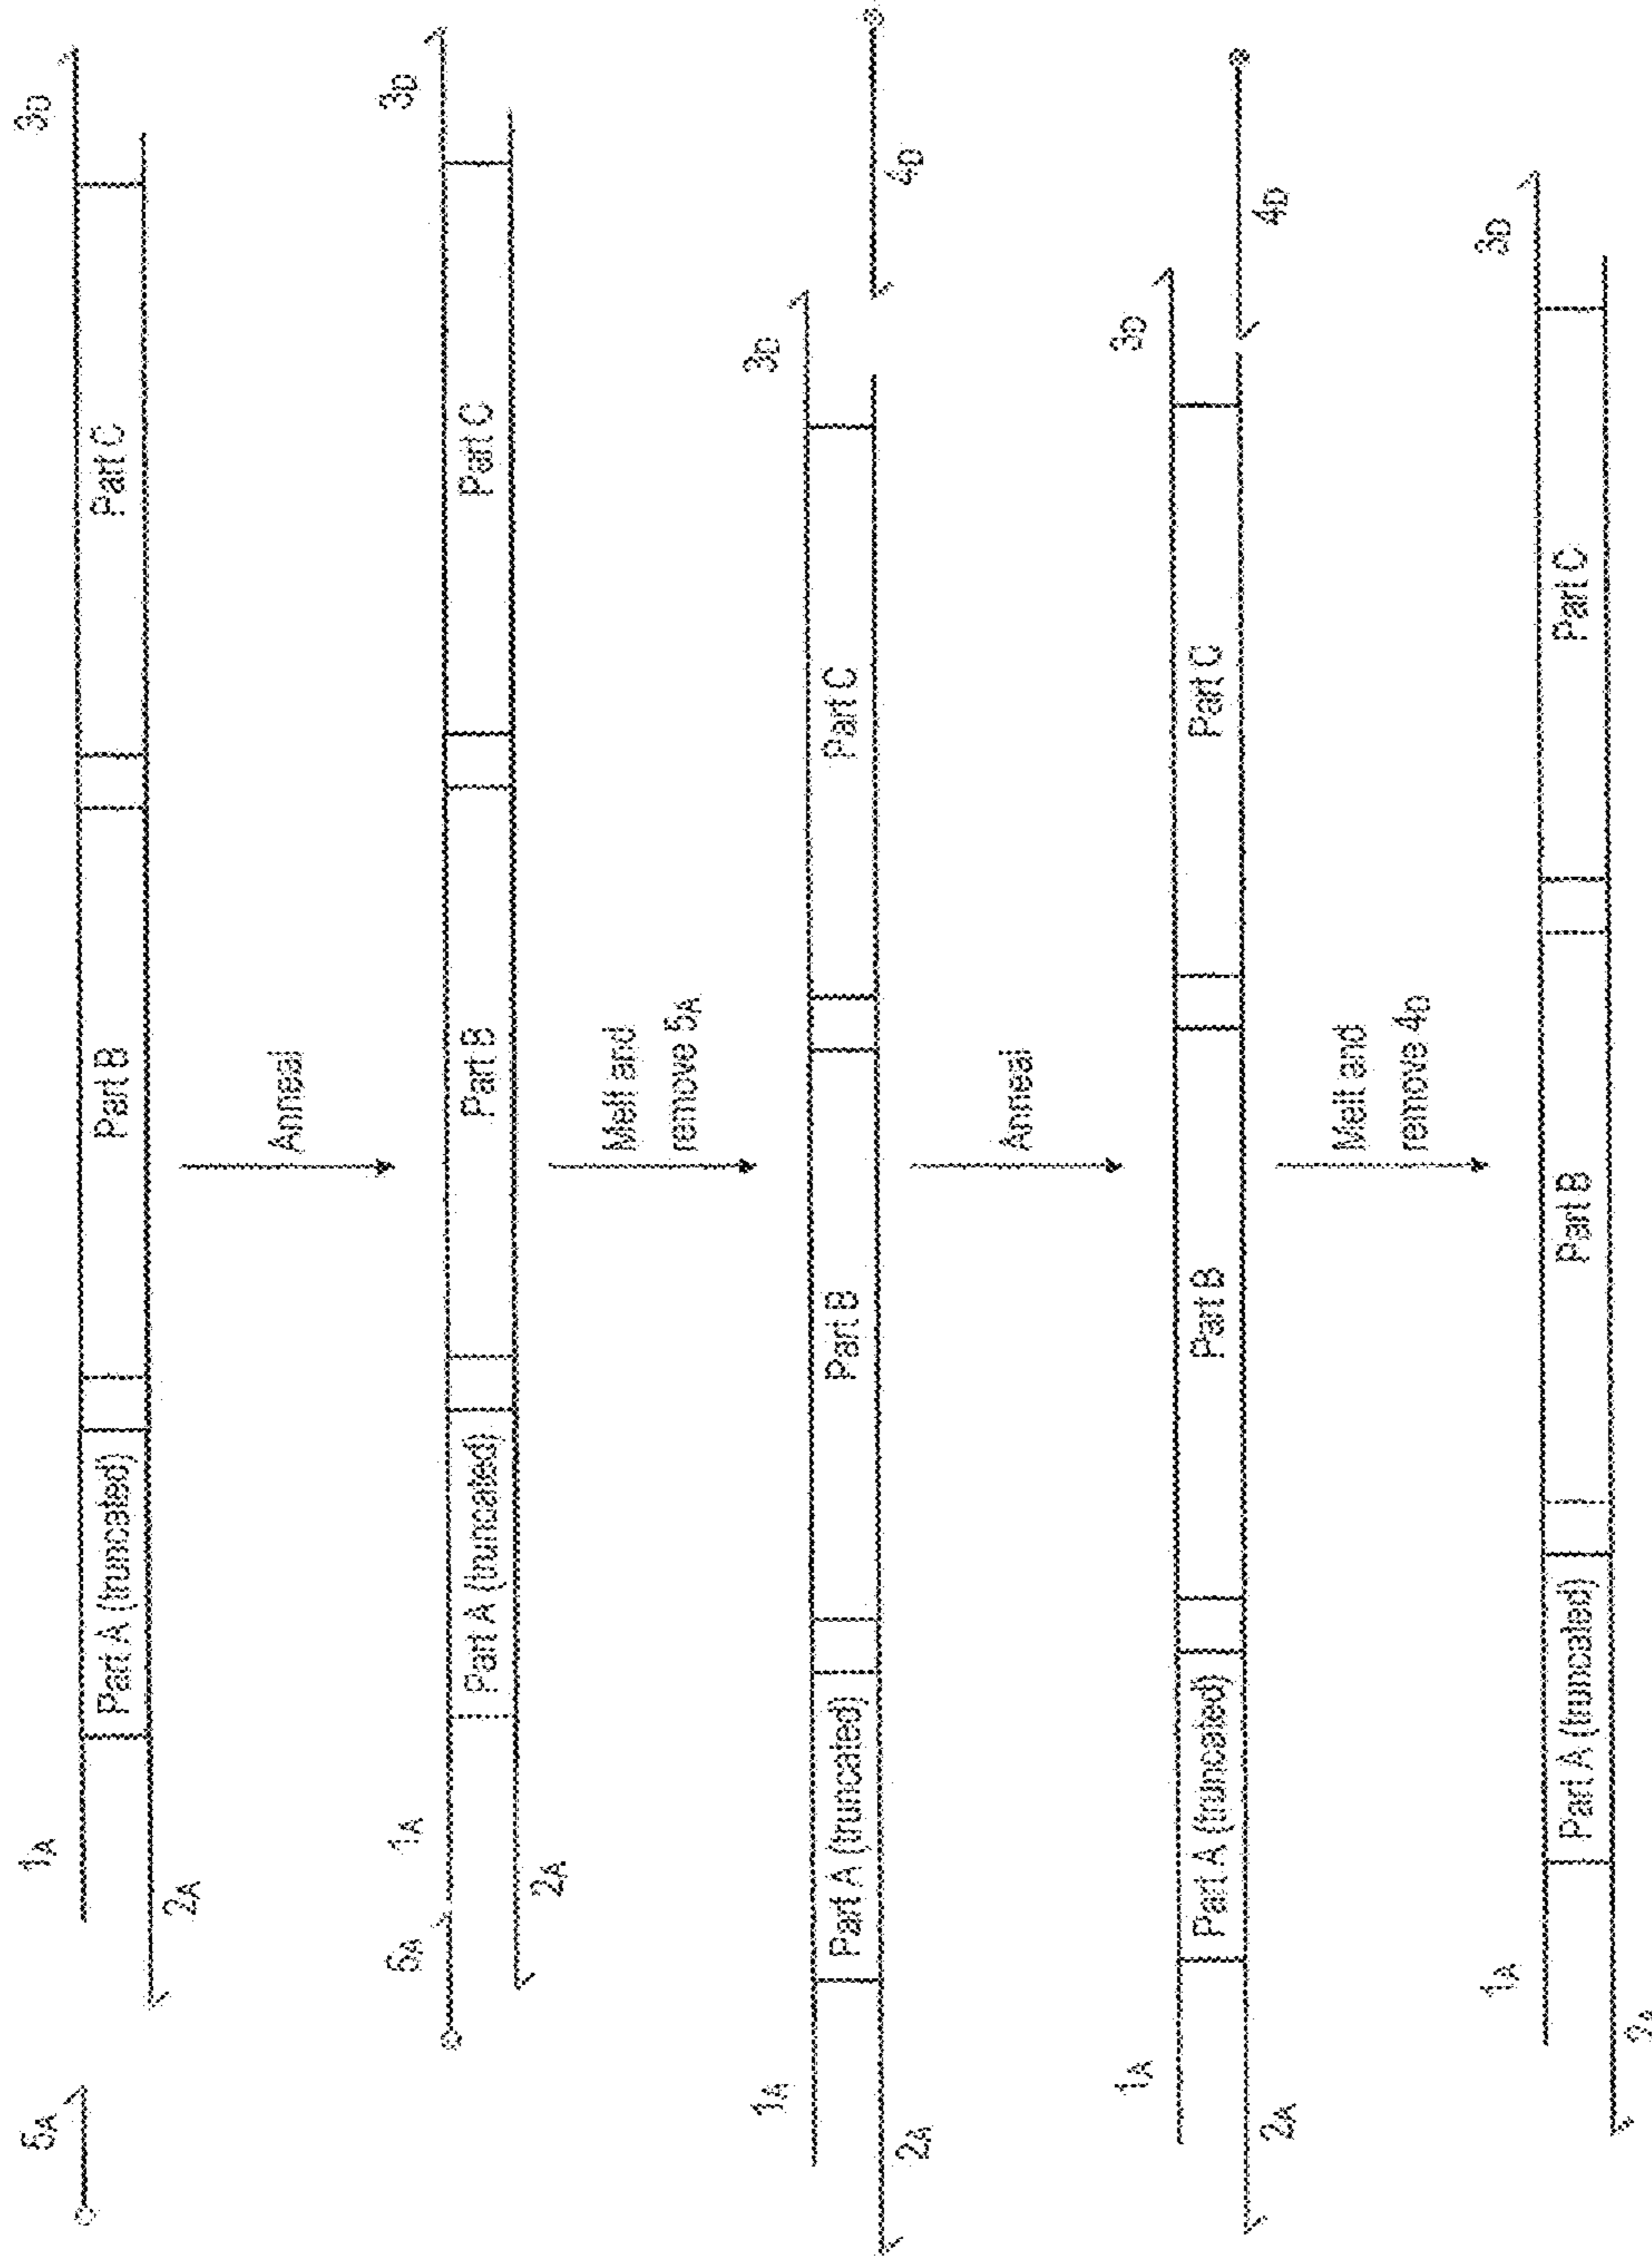 5A 1A 3D
Part A (truncated) Part B Part C
2A
Anneal
5A 1A 3D
Part A (truncated) Part B Part C
2A
Melt and
remove 5A
1A 3D
Part A (truncated) Part B Part C
2A 4D
Anneal
1A 3D
Part A (truncated) Part B Part C
2A 4D
Melt and
remove 4D
1A 3D
Part A (truncated) Part B Part C
2A